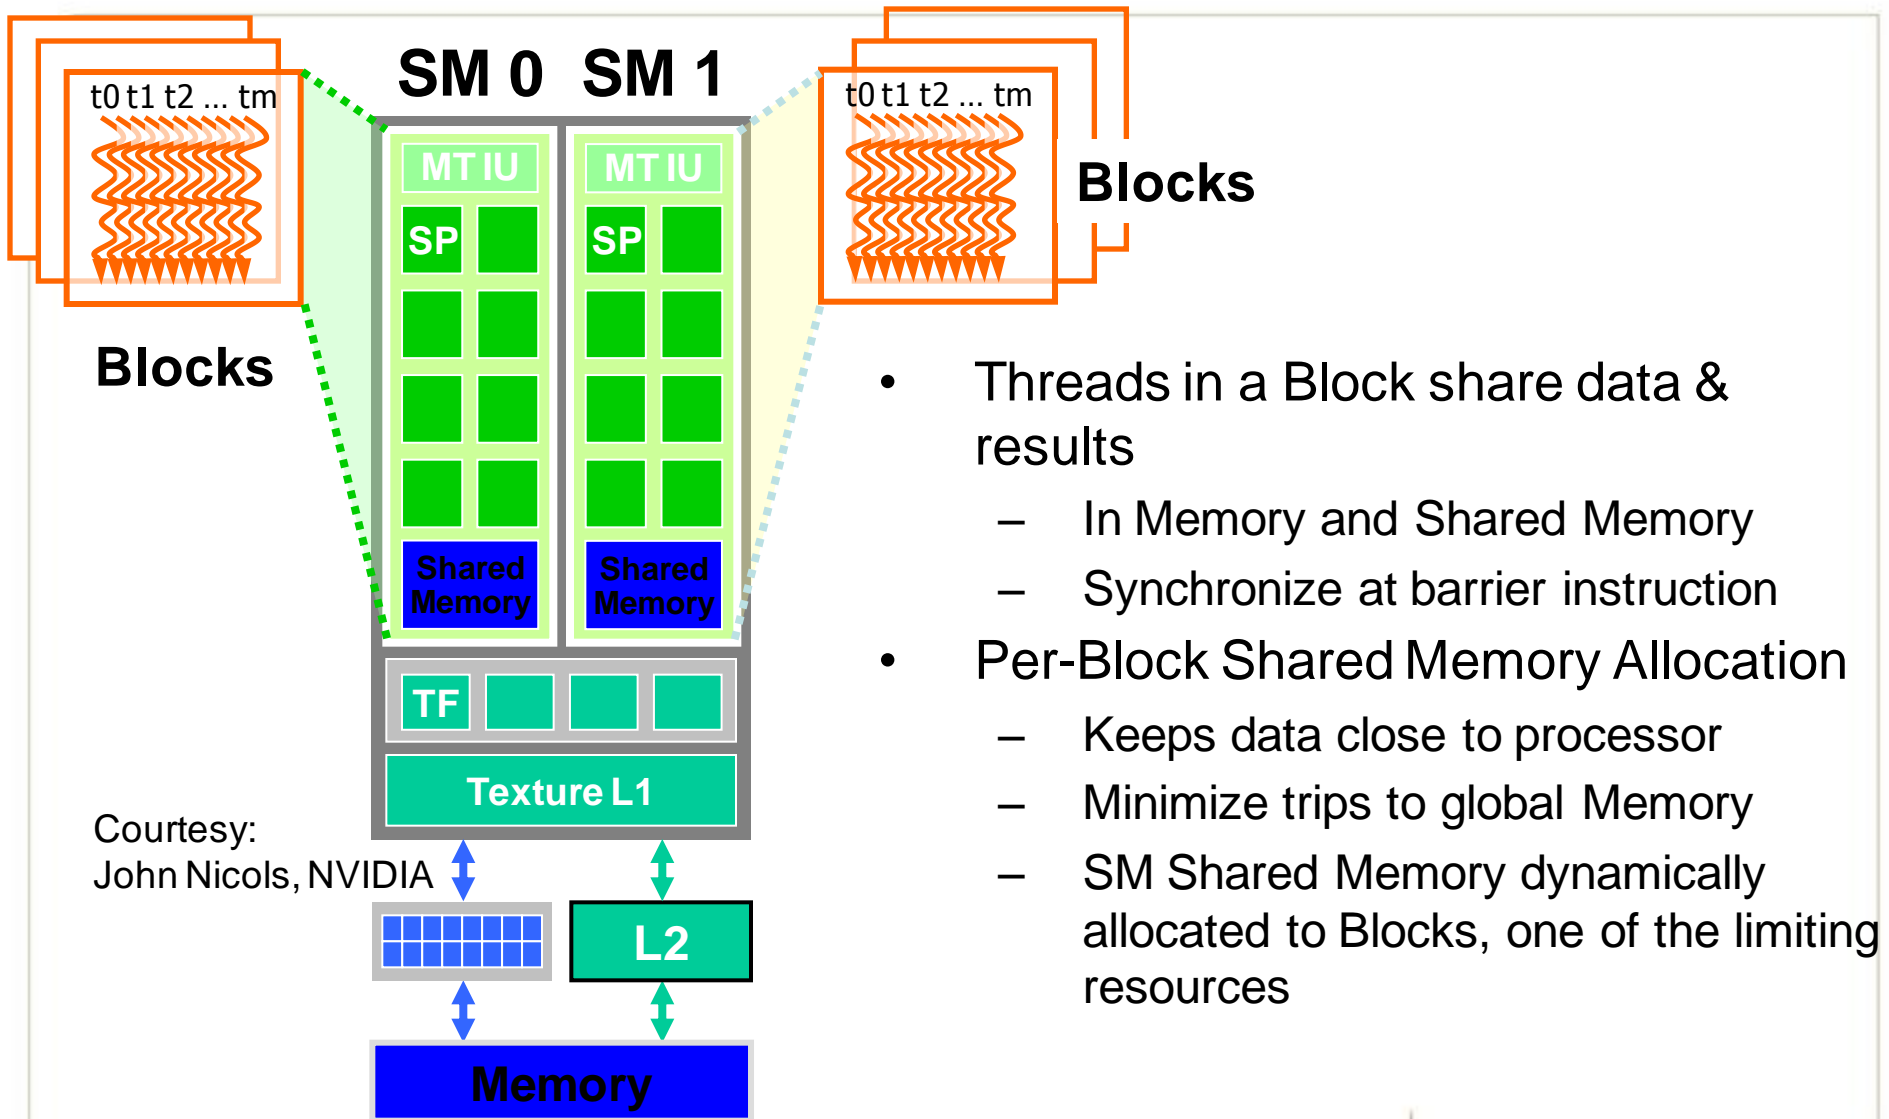 SM 0 SM 1
t0 t1 t2 ... tm
t0 t1 t2 ... tm
MT IU
MT IU
Blocks
SP
SP
Blocks
Shared
Memory
Shared
Memory
TF
Texture L1
Courtesy:
John Nicols, NVIDIA
L2
Memory
• Threads in a Block share data &
results
– In Memory and Shared Memory
– Synchronize at barrier instruction
• Per-Block Shared Memory Allocation
– Keeps data close to processor
– Minimize trips to global Memory
– SM Shared Memory dynamically
allocated to Blocks, one of the limiting
resources